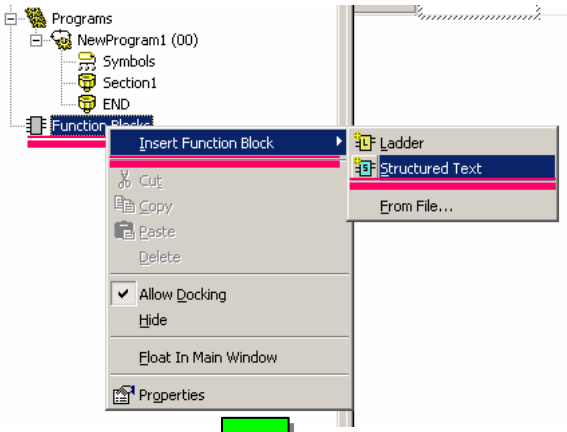 Programs
NewProgram1 (00)
Symbols
Section1
END
Function Blocks
Insert Function Block
Cut
Copy
Paste
Delete
Allow Docking
Hide
Float In Main Window
Properties
Ladder
Structured Text
From File...